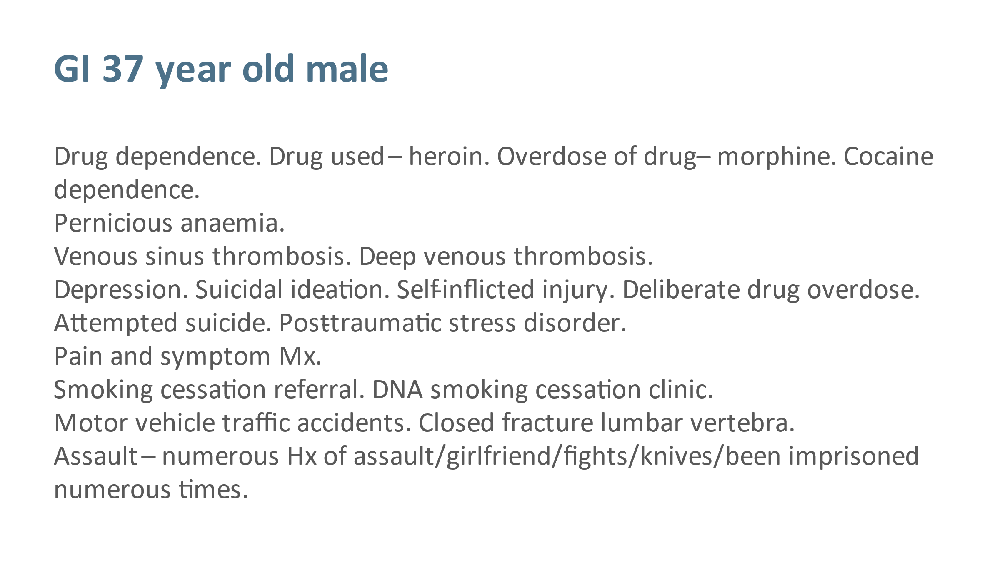 GI 37 year old male
Drug dependence. Drug used – heroin. Overdose of drug– morphine. Cocaine
dependence.
Pernicious anaemia.
Venous sinus thrombosis. Deep venous thrombosis.
Depression. Suicidal ideation. Self-inflicted injury. Deliberate drug overdose.
Attempted suicide. Post-traumatic stress disorder.
Pain and symptom Mx.
Smoking cessation referral. DNA smoking cessation clinic.
Motor vehicle traffic accidents. Closed fracture lumbar vertebra.
Assault – numerous Hx of assault/girlfriend/fights/knives/been imprisoned
numerous times.